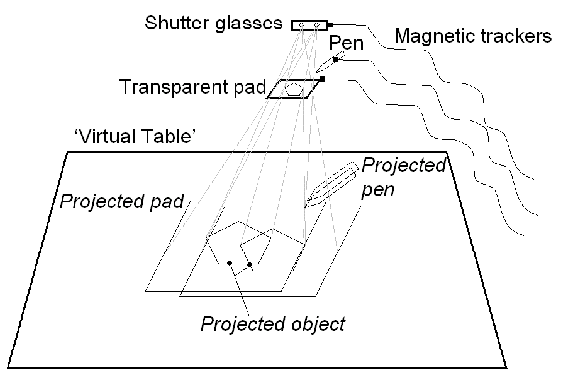 Shutter glasses
Pen
Magnetic trackers
Transparent pad
'Virtual Table'
Projected
pen
Projected pad
Projected object